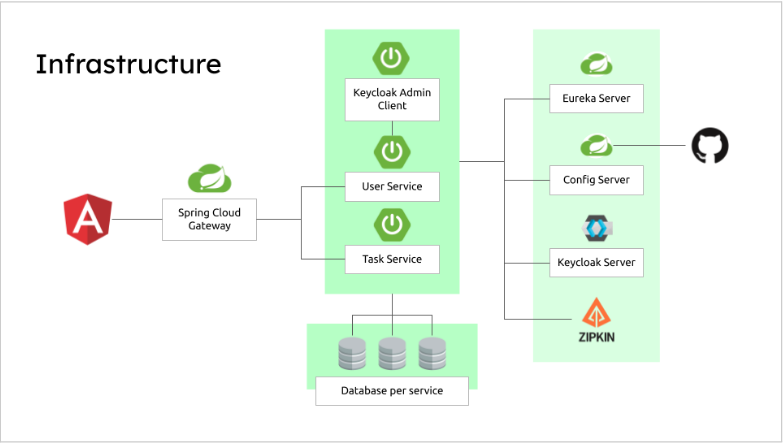 Infrastructure
Keycloak Admin
Client
User Service
Task Service
Spring Cloud
Gateway
A
Eureka Server
Config Server
Keycloak Server
ZIPKIN
Database per service